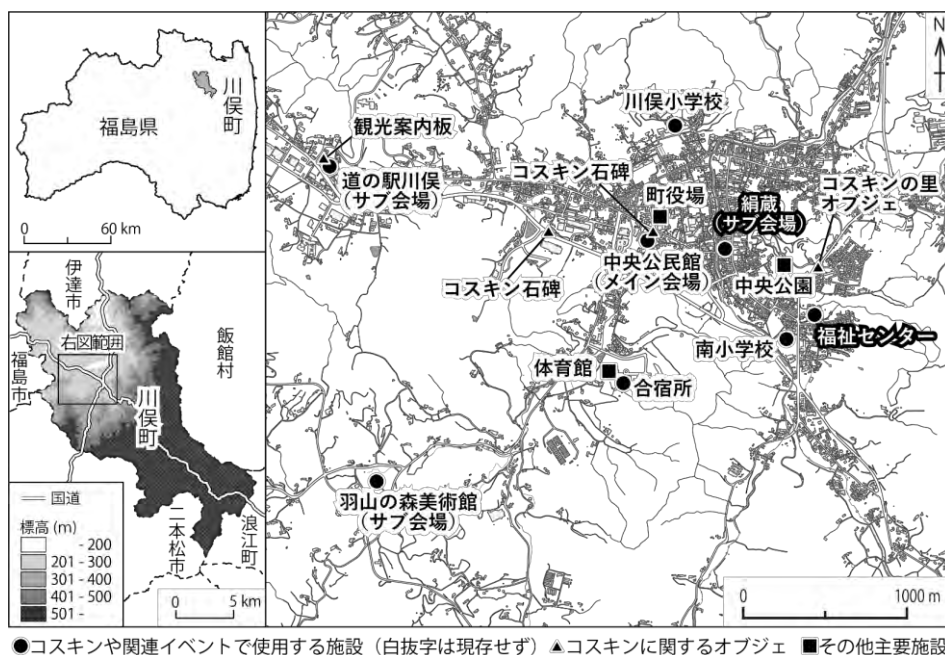 福島県
川俣町
0 60 km
伊達市
飯館村
右図範囲
福島市
川俣町
二本松市
浪江町
国道
標高 (m)
- 200
201 - 300
301 - 400
401 - 500
501 -
0 5 km
N
川俣小学校
観光案内板
道の駅川俣
(サブ会場)
コスキン石碑
町役場
絹蔵
(サブ会場)
コスキンの里
オブジェ
コスキン石碑
中央公民館
(メイン会場)
中央公園
南小学校
福祉センター
体育館
合宿所
羽山の森美術館
(サブ会場)
0 1000 m
●コスキンや関連イベントで使用する施設（白抜字は現存せず）▲コスキンに関するオブジェ ■その他主要施設